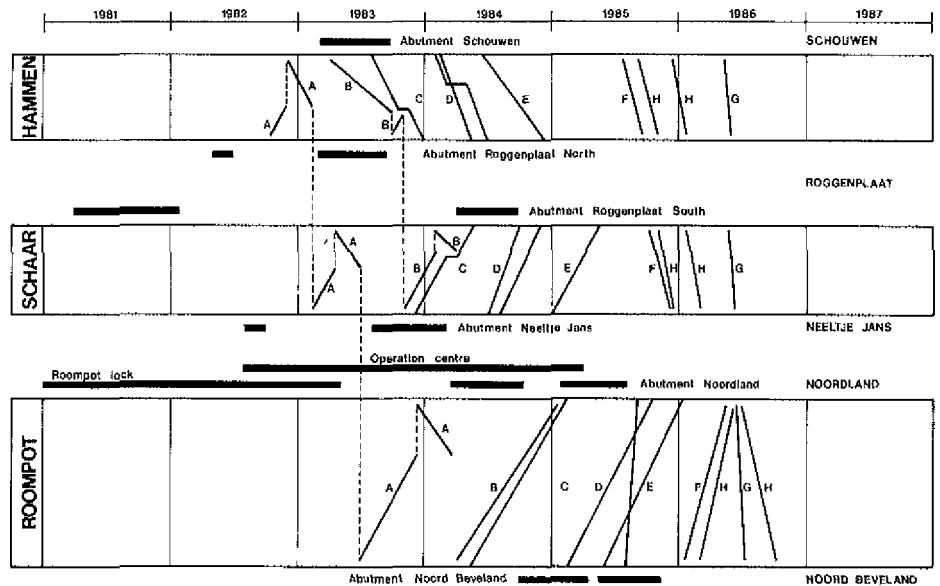 1981 1982 1983 1984 1985 1986 1987
Abutment Schouwen SCHOUWEN
HAMMEN
A A B B C D E F H H G
Abutment Roggenplaat North
ROGGENPLAAT
Abutment Roggenplaat South
SCHAAR
A A B B C D E F H H G
Abutment Neeltje Jans NEELTJE JANS
Operation centre
Roompot lock Abutment Noordland NOORDLAND
ROOMPOT
A A B C D E F H G H
Abutment Noord Beveland NOORD BEVELAND